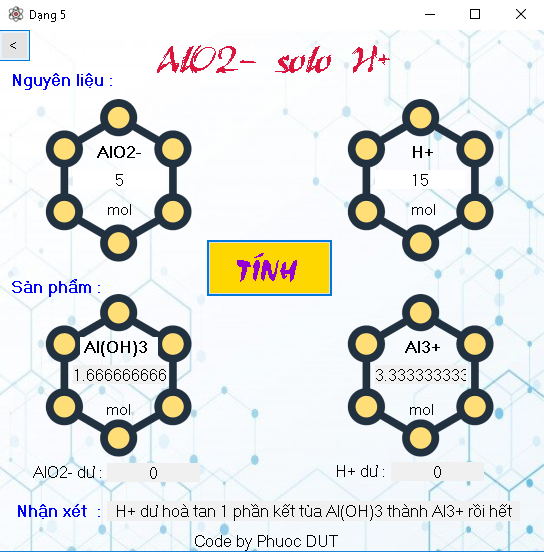 Dạng 5
<
AlO2- solo H+
Nguyên liệu :
AlO2-
5
mol
H+
15
mol
TÍNH
Sản phẩm :
Al(OH)3
1.666666666
mol
Al3+
3.333333333
mol
AlO2- dư : 0
H+ dư : 0
Nhận xét : H+ dư hoà tan 1 phần kết tủa Al(OH)3 thành Al3+ rồi hết
Code by Phuoc DUT